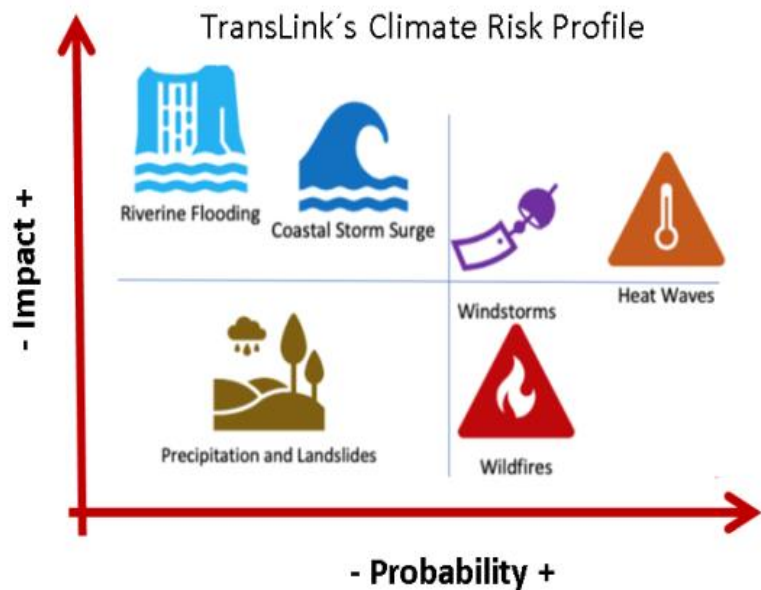 TransLink´s Climate Risk Profile
- Impact +
Riverine Flooding
Coastal Storm Surge
Windstorms
Heat Waves
Precipitation and Landslides
Wildfires
- Probability +